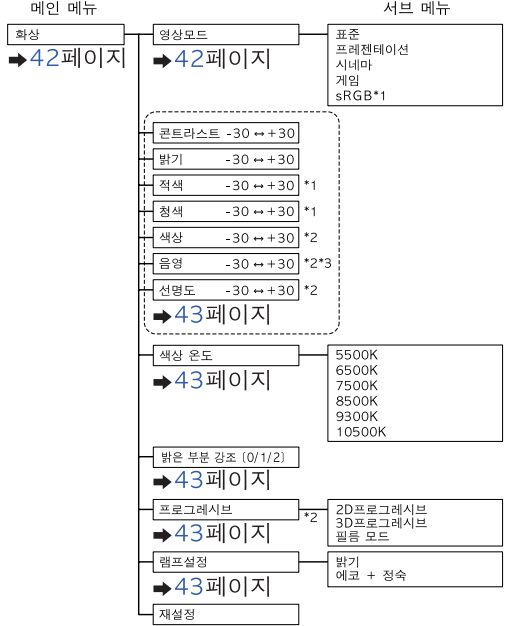 메인 메뉴
서브 메뉴
화상
➡42페이지
영상모드
➡42페이지
표준
프레젠테이션
시네마
게임
sRGB*1
콘트라스트 -30 ↔ +30
밝기 -30 ↔ +30
적색 -30 ↔ +30 *1
청색 -30 ↔ +30 *1
색상 -30 ↔ +30 *2
음영 -30 ↔ +30 *2*3
선명도 -30 ↔ +30 *2
➡43페이지
색상 온도
➡43페이지
5500K
6500K
7500K
8500K
9300K
10500K
밝은 부분 강조 (0/1/2)
➡43페이지
프로그레시브 *2
➡43페이지
2D프로그레시브
3D프로그레시브
필름 모드
램프설정
➡43페이지
밝기
에코 + 정숙
재설정